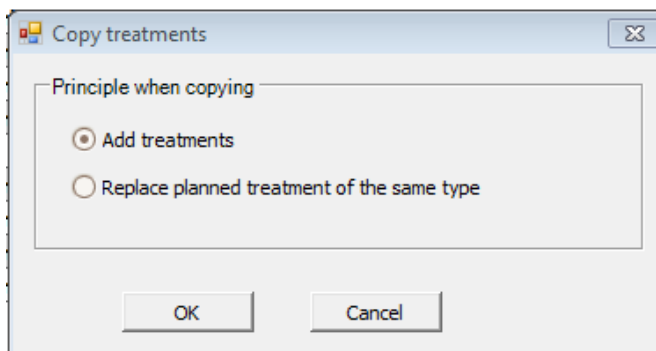 Copy treatments
Principle when copying
Add treatments
Replace planned treatment of the same type
OK
Cancel